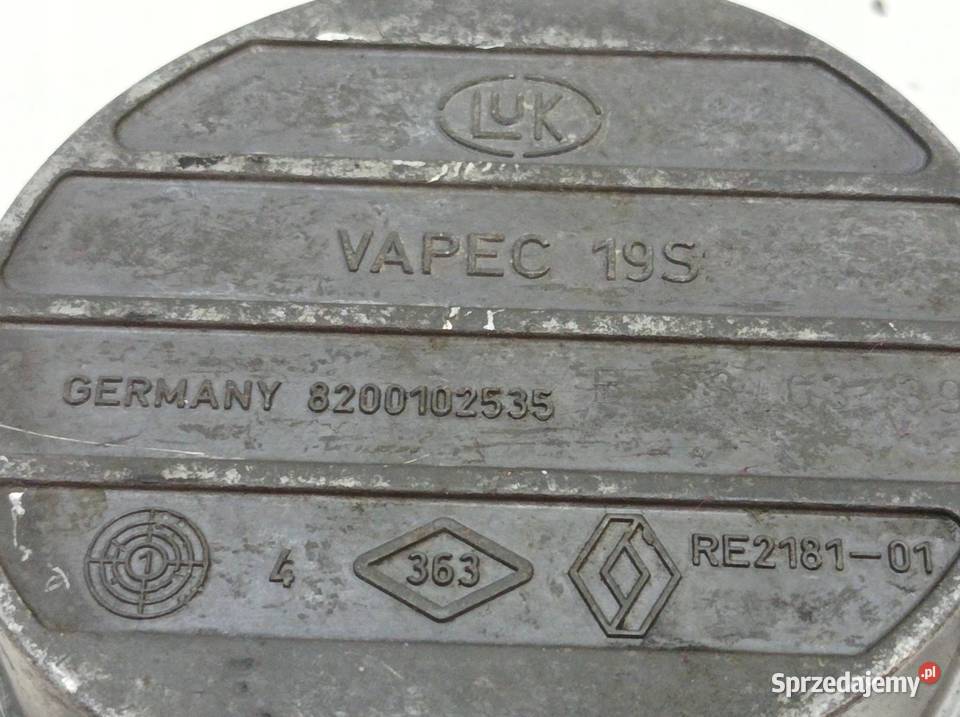 LUK
VAPEC 19S
GERMANY 8200102535
1 4 363 RE2181-01
Sprzedajemy.pl